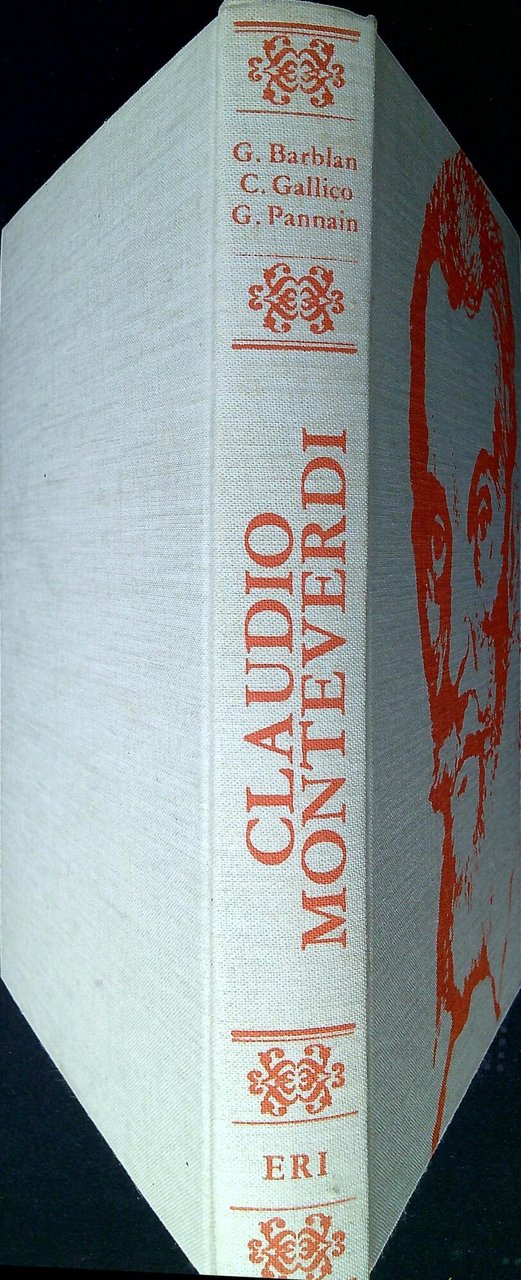 G. Barblan
C. Gallico
G. Pannain
CLAUDIO
MONTEVERDI
ERI